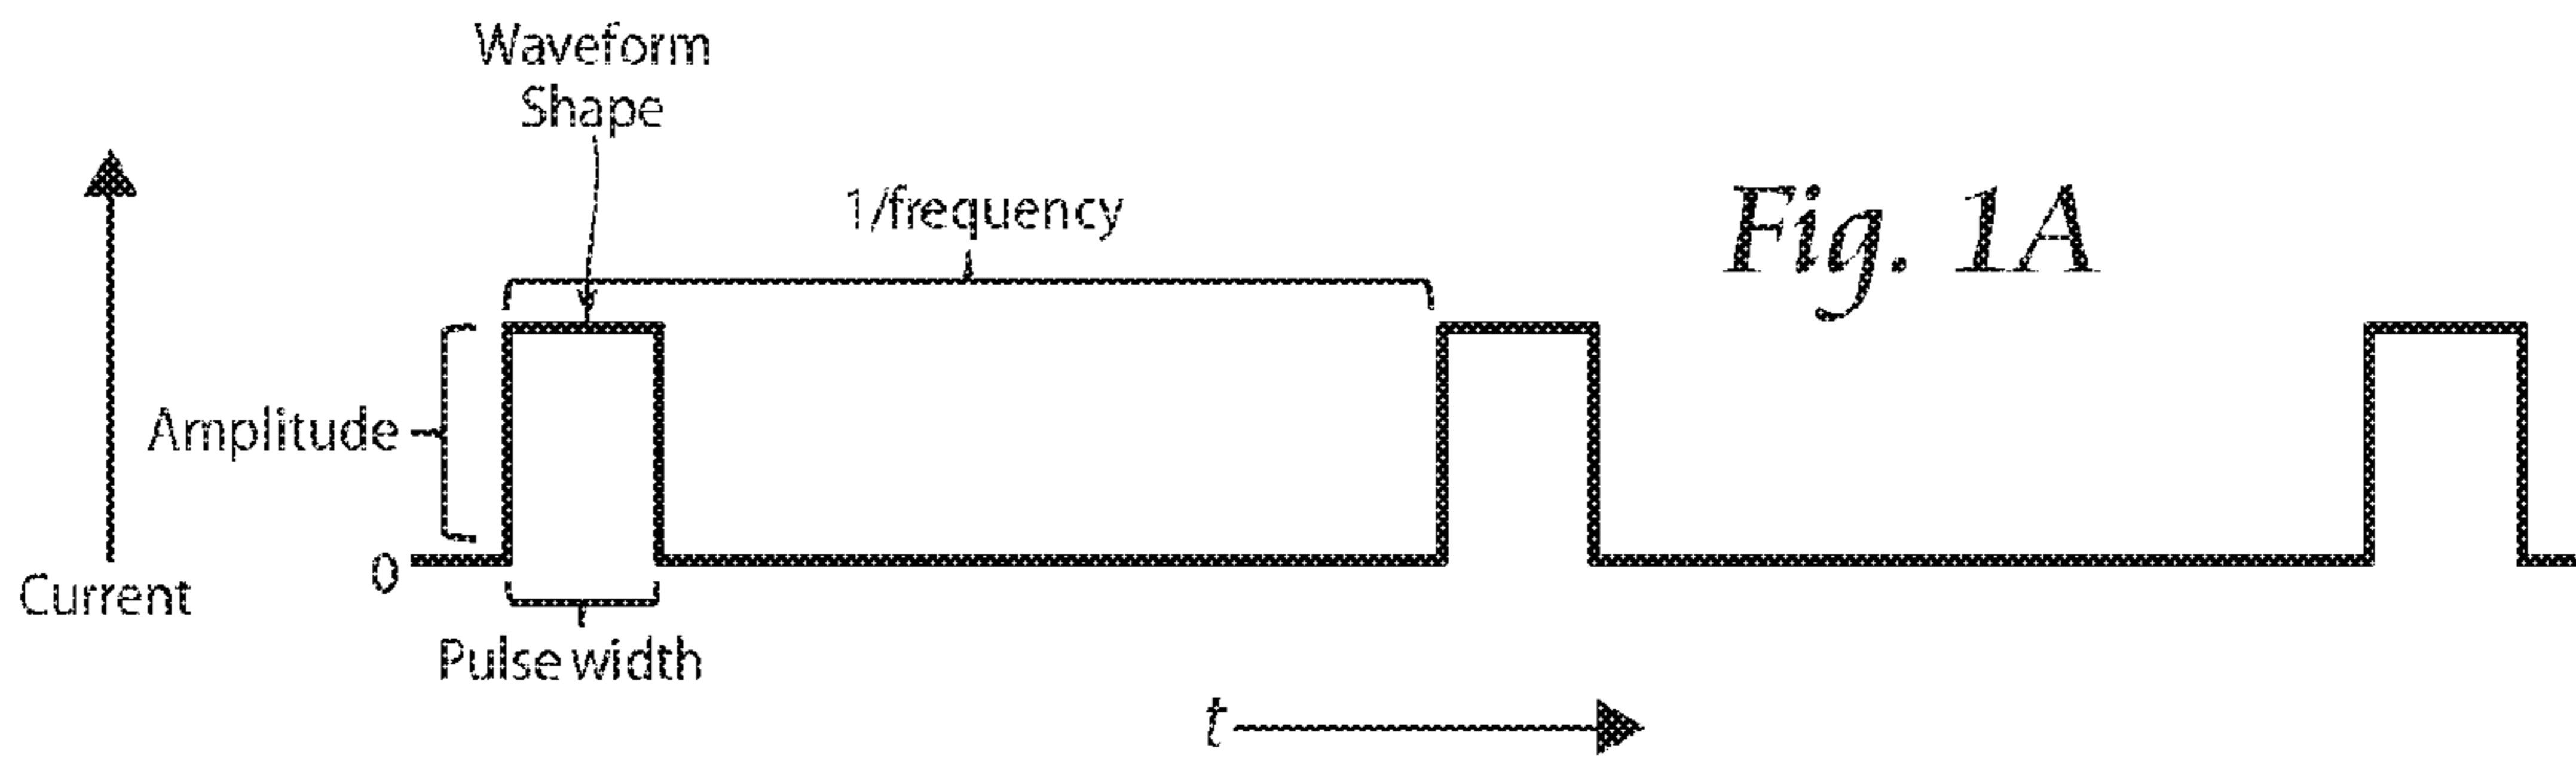 Waveform
Shape
1/frequency
Fig. 1A
Amplitude
0
Current
Pulse width
t